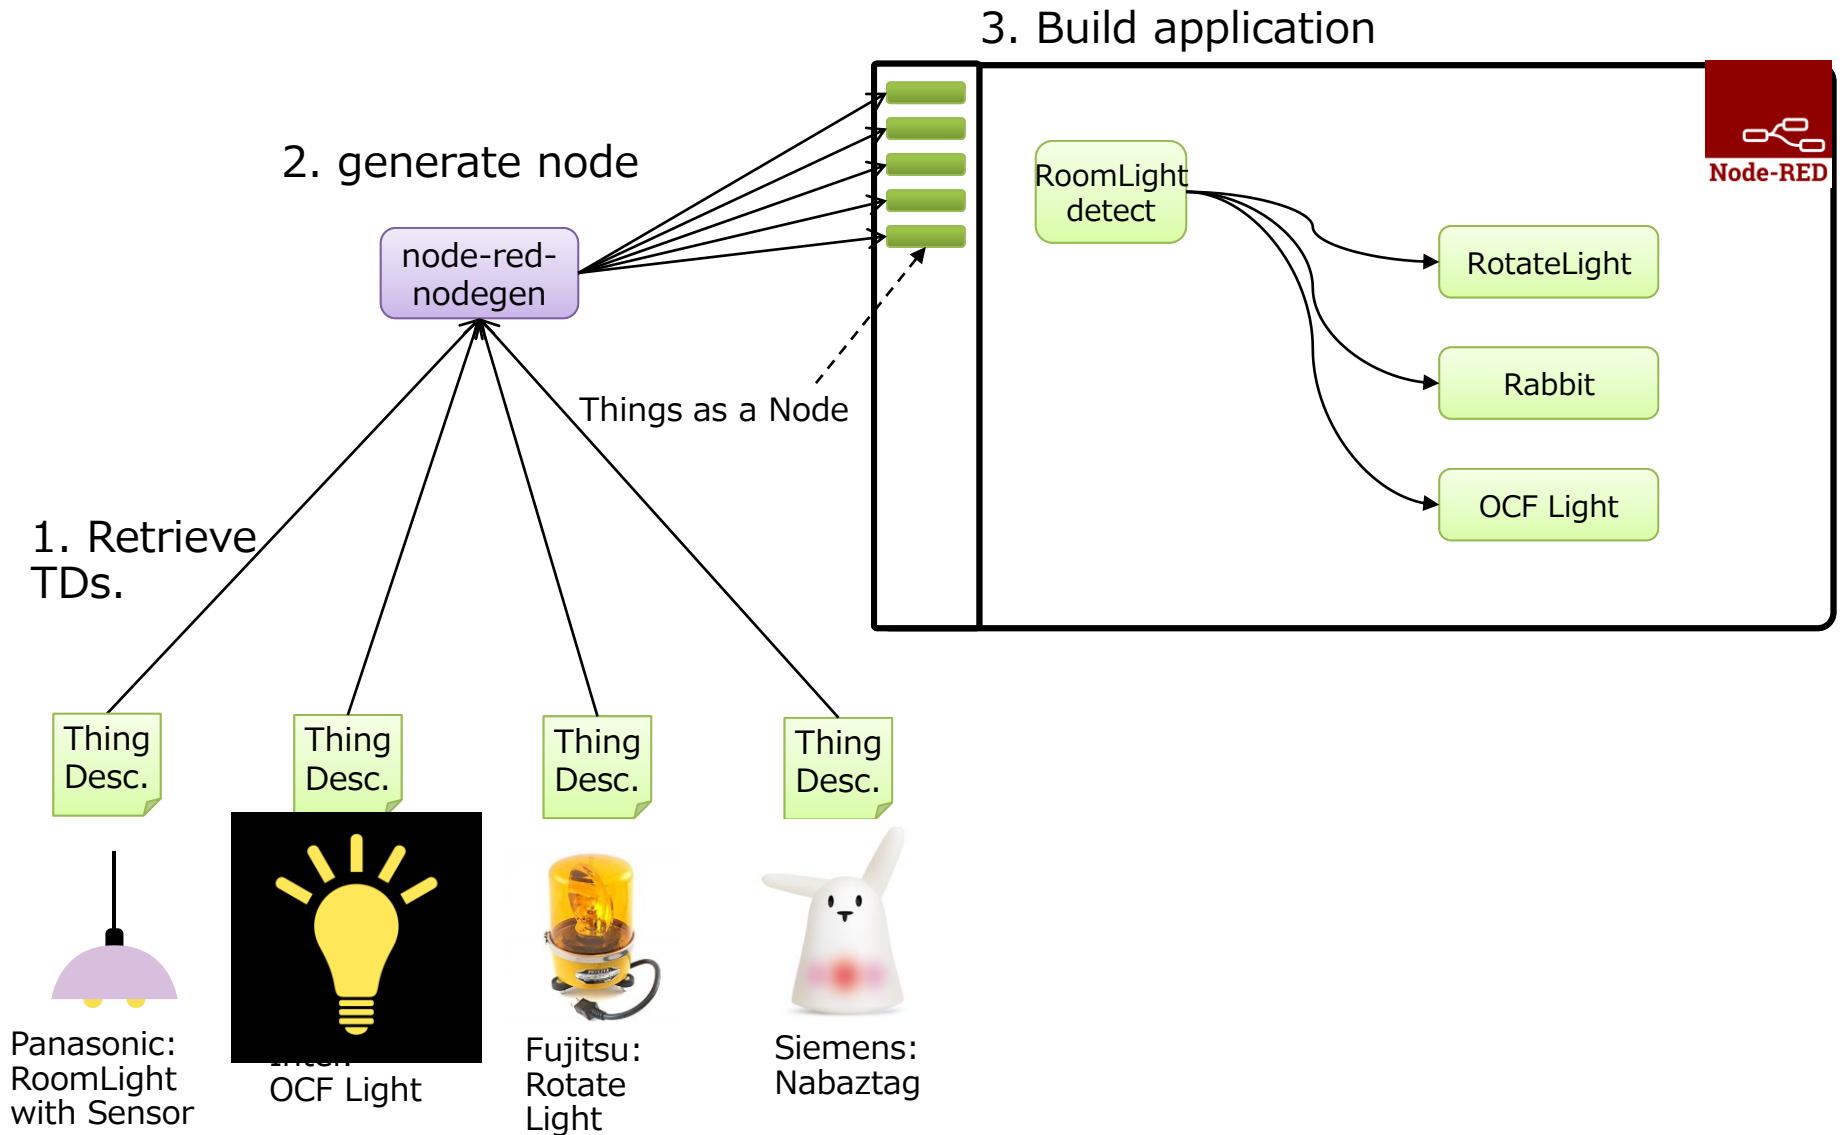 3. Build application
2. generate node
Node-RED
RoomLight
detect
node-red-
nodegen
RotateLight
Rabbit
Things as a Node
OCF Light
1. Retrieve
TDs.
Thing
Desc.
Thing
Desc.
Thing
Desc.
Thing
Desc.
Panasonic:
RoomLight
with Sensor
OCF Light
Fujitsu:
Rotate
Light
Siemens:
Nabaztag